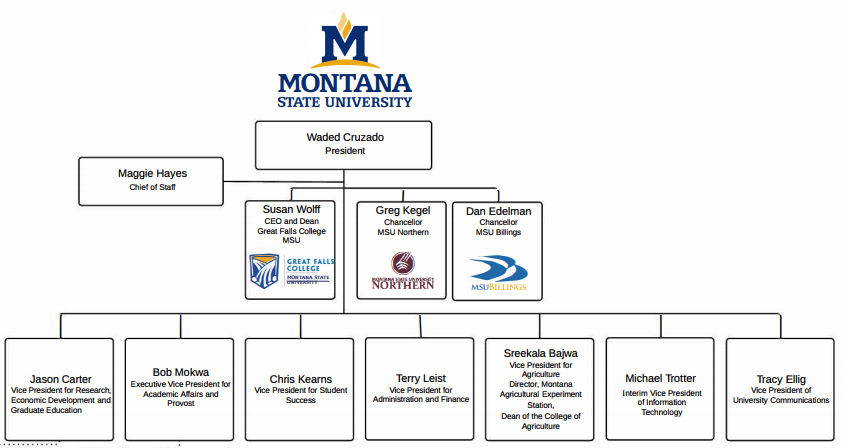 M
MONTANA
STATE UNIVERSITY
Waded Cruzado
President
Maggie Hayes
Chief of Staff
Susan Wolff
CEO and Dean
Great Falls College
MSU
GREAT FALLS
COLLEGE
MONTANA STATE
UNIVERSITY
Greg Kegel
Chancellor
MSU Northern
MONTANA STATE UNIVERSITY
NORTHERN
Dan Edelman
Chancellor
MSU Billings
MSUBILLINGS
Jason Carter
Vice President for Research,
Economic Development and
Graduate Education
Bob Mokwa
Executive Vice President for
Academic Affairs and
Provost
Chris Kearns
Vice President for Student
Success
Terry Leist
Vice President for
Administration and Finance
Sreekala Bajwa
Vice President for
Agriculture
Director, Montana
Agricultural Experiment
Station,
Dean of the College of
Agriculture
Michael Trotter
Interim Vice President
of Information
Technology
Tracy Ellig
Vice President of
University Communications